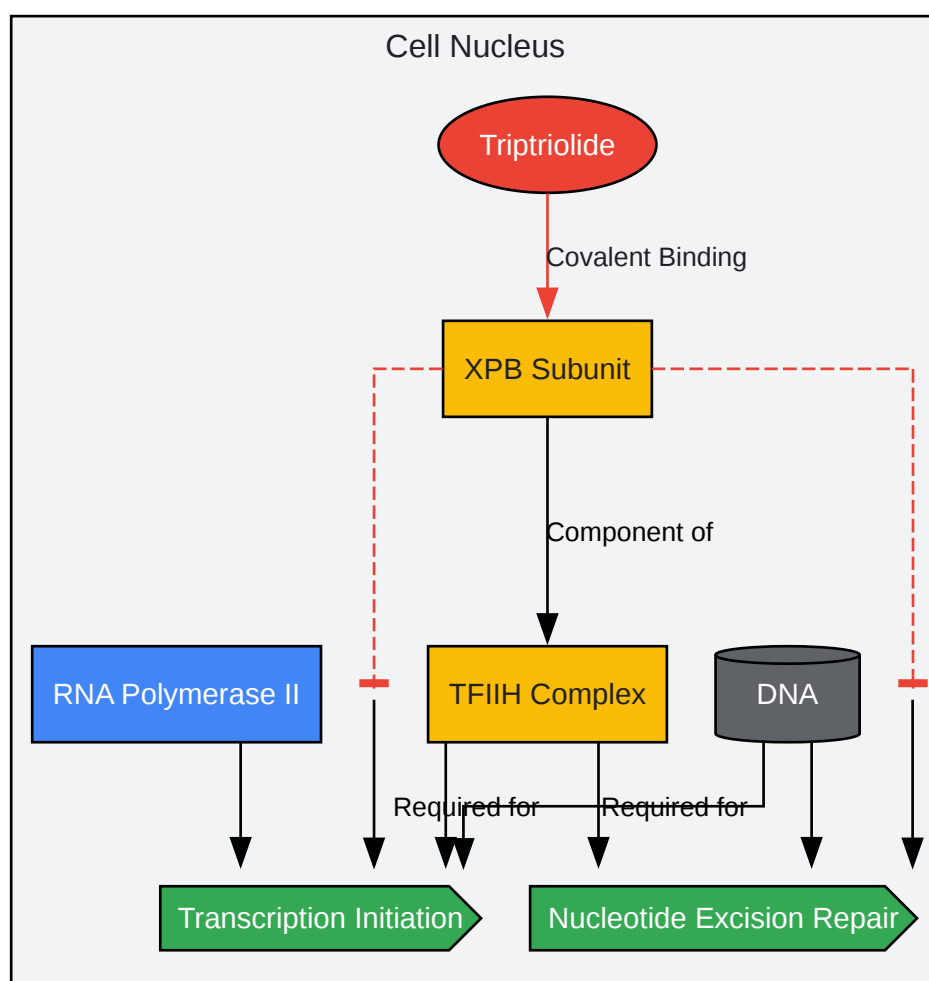 Cell Nucleus
Triptriolide
Covalent Binding
XPB Subunit
Component of
RNA Polymerase II
TFIIH Complex
DNA
Required for
Required for
Transcription Initiation
Nucleotide Excision Repair